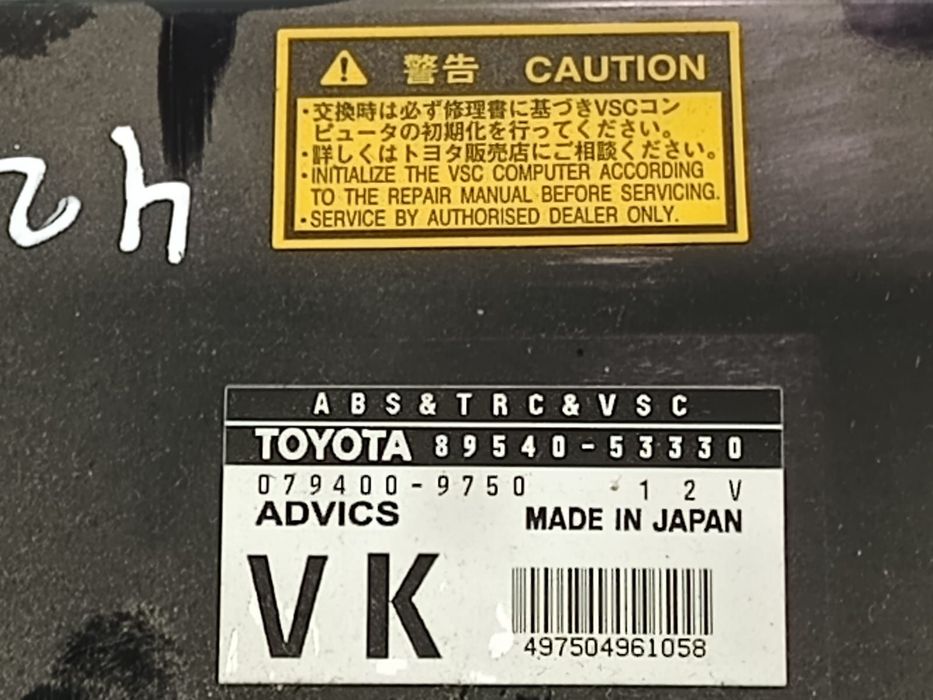 警告 CAUTION
・交換時は必ず修理書に基づきVSCコン
ピュータの初期化を行ってください。
・詳しくはトヨタ販売店にご相談ください。
・INITIALIZE THE VSC COMPUTER ACCORDING
TO THE REPAIR MANUAL BEFORE SERVICING.
・SERVICE BY AUTHORISED DEALER ONLY.
ABS&TRC&VSC
TOYOTA 89540-53330
079400-9750 12V
ADVICS MADE IN JAPAN
VK
497504961058